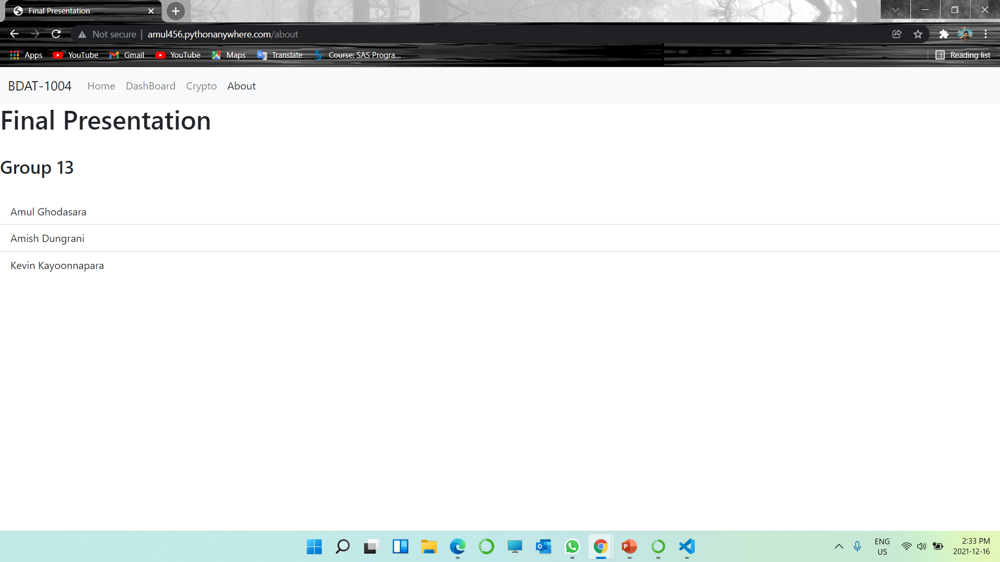 Final Presentation
Not secure | amul456.pythonanywhere.com/about
Apps YouTube Gmail YouTube Maps Translate Course: SAS Progra... Reading list
BDAT-1004 Home DashBoard Crypto About
Final Presentation
Group 13
Amul Ghodasara
Amish Dungrani
Kevin Kayoonnapara
ENG
US
2:33 PM
2021-12-16